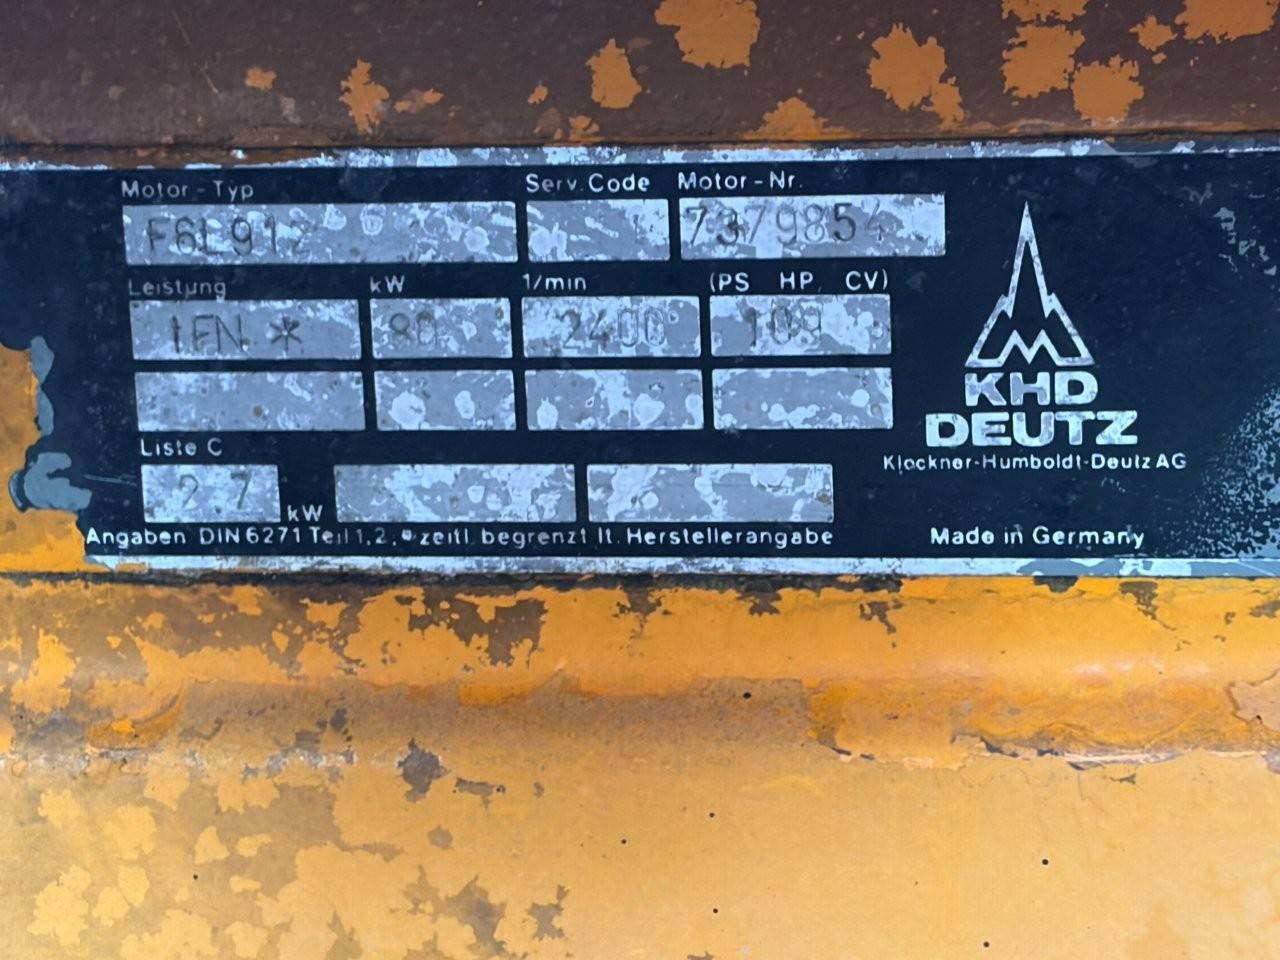 Motor-Typ Serv. Code Motor-Nr.
F6L912 7379854
Leistung kW 1/min (PS HP CV)
IFN * 80 2400 109
Liste C
2.7 kW
Angaben DIN 6271 Teil 1,2, * zeitl. begrenzt lt. Herstellerangabe
KHD
DEUTZ
Klöckner-Humboldt-Deutz AG
Made in Germany